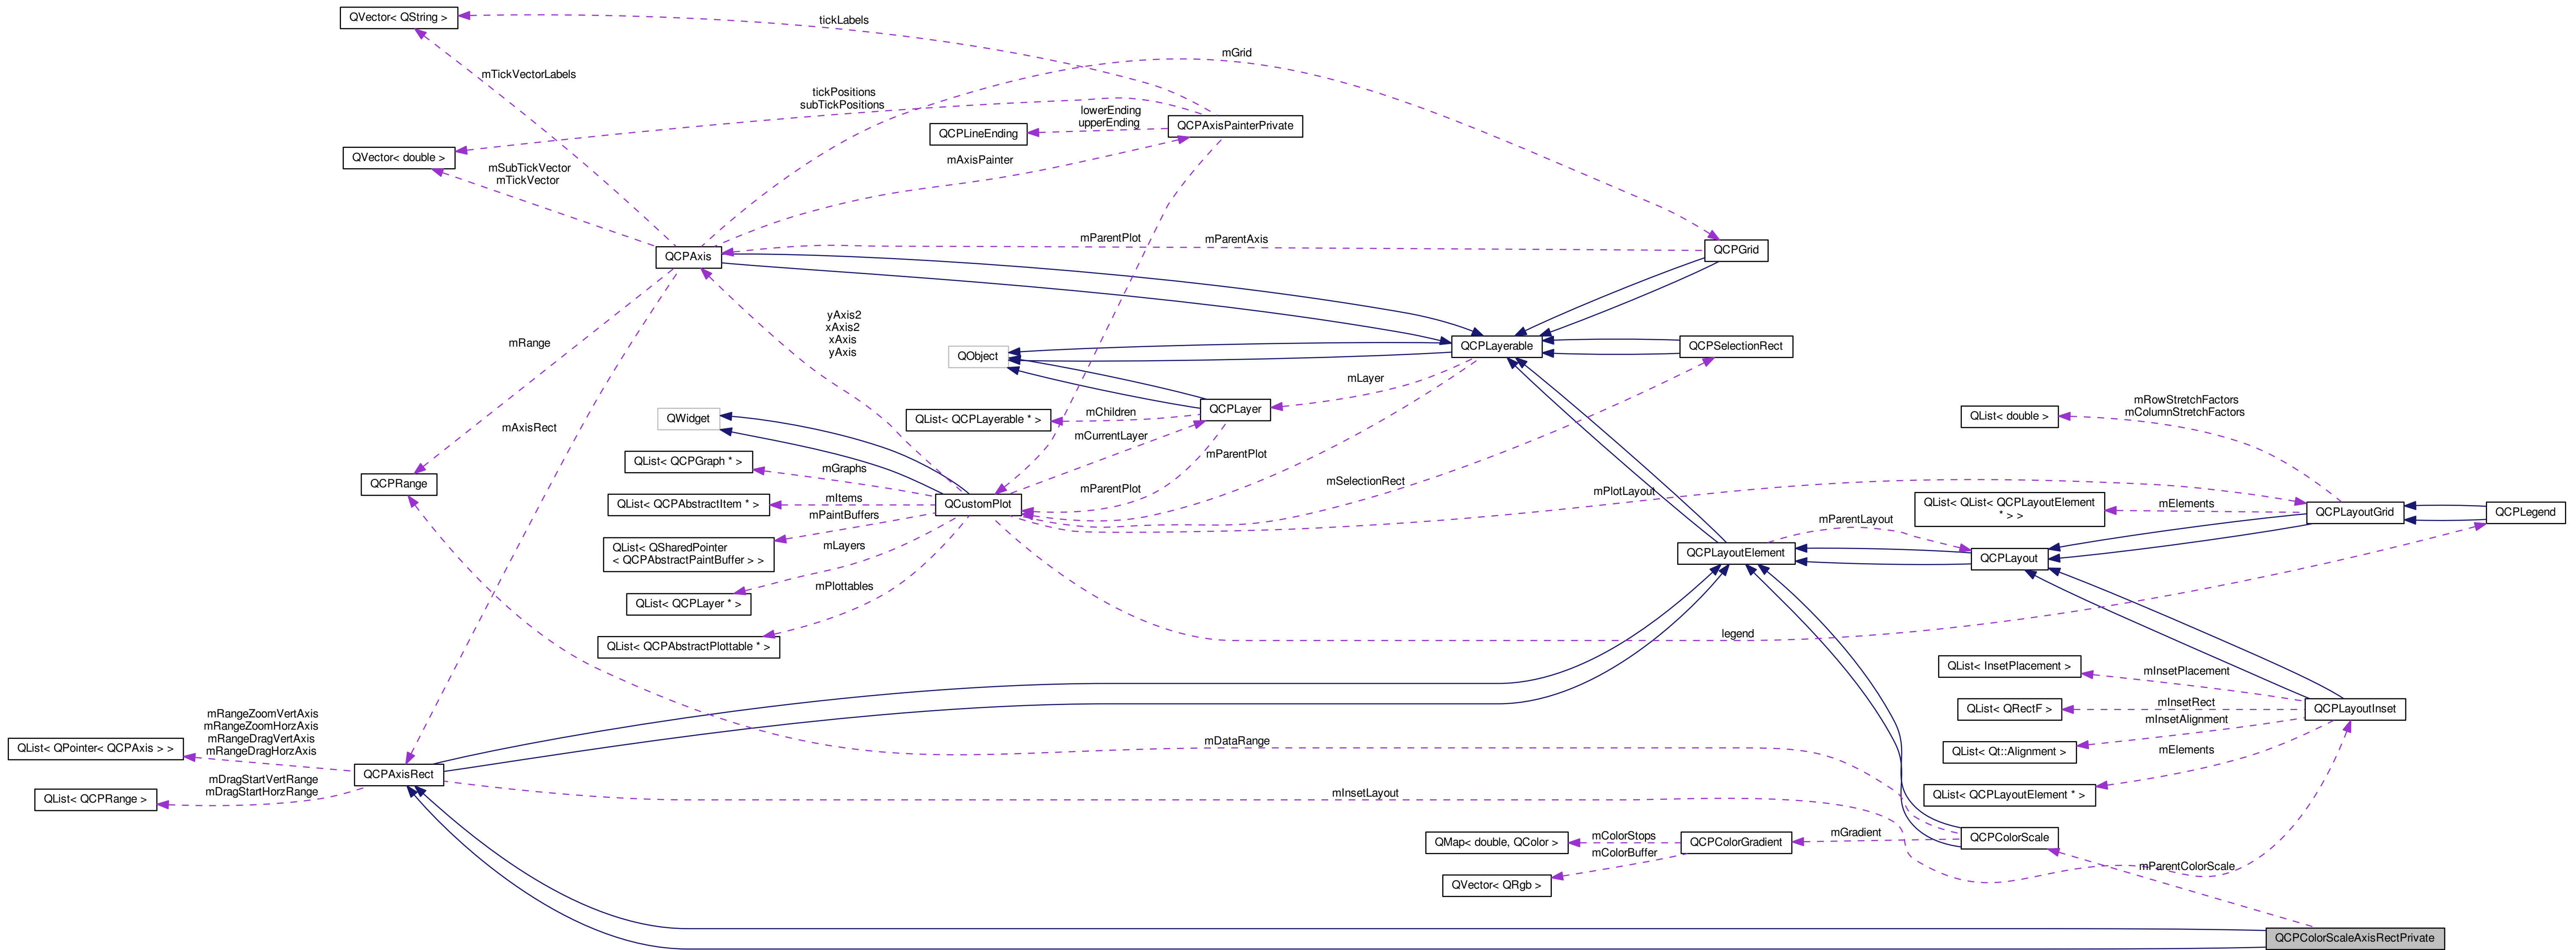 QVector< QString >
tickLabels
mGrid
mTickVectorLabels
tickPositions
subTickPositions
lowerEnding
upperEnding
QCPLineEnding
QCPAxisPainterPrivate
QVector< double >
mSubTickVector
mTickVector
mAxisPainter
mParentPlot
mParentAxis
QCPAxis
QCPGrid
yAxis2
xAxis2
xAxis
yAxis
mRange
QObject
QCPLayerable
QCPSelectionRect
mLayer
QWidget
QList< QCPLayerable * >
mChildren
QCPLayer
QList< double >
mRowStretchFactors
mColumnStretchFactors
mAxisRect
mCurrentLayer
mParentPlot
QList< QCPGraph * >
mGraphs
QCPRange
mParentPlot
mSelectionRect
mPlotLayout
QList< QCPAbstractItem * >
mItems
QCustomPlot
QList< QList< QCPLayoutElement
* > >
mElements
QCPLayoutGrid
QCPLegend
mPaintBuffers
QList< QSharedPointer
< QCPAbstractPaintBuffer > >
mParentLayout
QCPLayoutElement
QCPLayout
mLayers
mPlottables
QList< QCPLayer * >
QList< QCPAbstractPlottable * >
legend
QList< InsetPlacement >
mInsetPlacement
QList< QRectF >
mInsetRect
QCPLayoutInset
mInsetAlignment
QList< Qt::Alignment >
mElements
QList< QCPLayoutElement * >
mRangeZoomVertAxis
mRangeZoomHorzAxis
mRangeDragVertAxis
mRangeDragHorzAxis
QList< QPointer< QCPAxis > >
mDataRange
QCPAxisRect
mDragStartVertRange
mDragStartHorzRange
QList< QCPRange >
mInsetLayout
QMap< double, QColor >
mColorStops
mColorBuffer
QCPColorGradient
mGradient
QCPColorScale
QVector< QRgb >
mParentColorScale
QCPColorScaleAxisRectPrivate